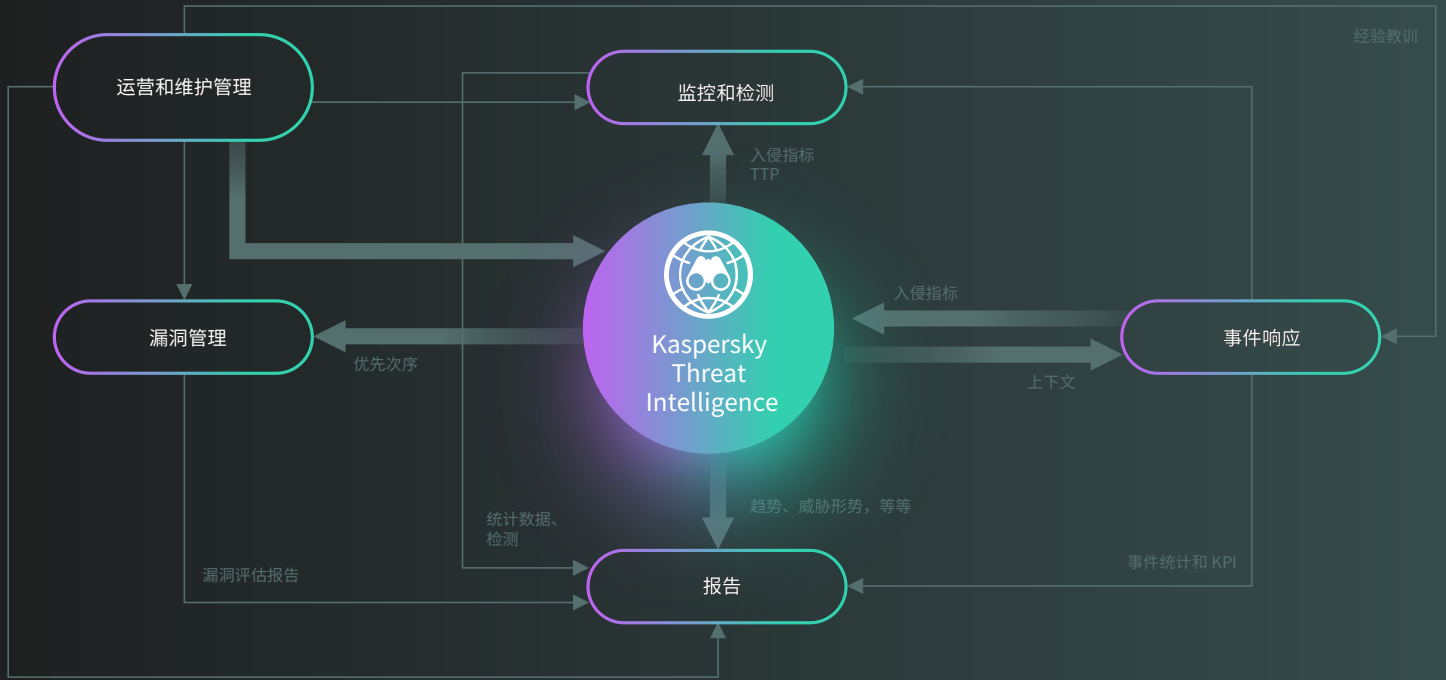 经验教训
运营和维护管理
监控和检测
入侵指标
TTP
入侵指标
Kaspersky
Threat
Intelligence
漏洞管理
事件响应
优先次序
上下文
统计数据、
检测
趋势、威胁形势，等等
漏洞评估报告
事件统计和 KPI
报告